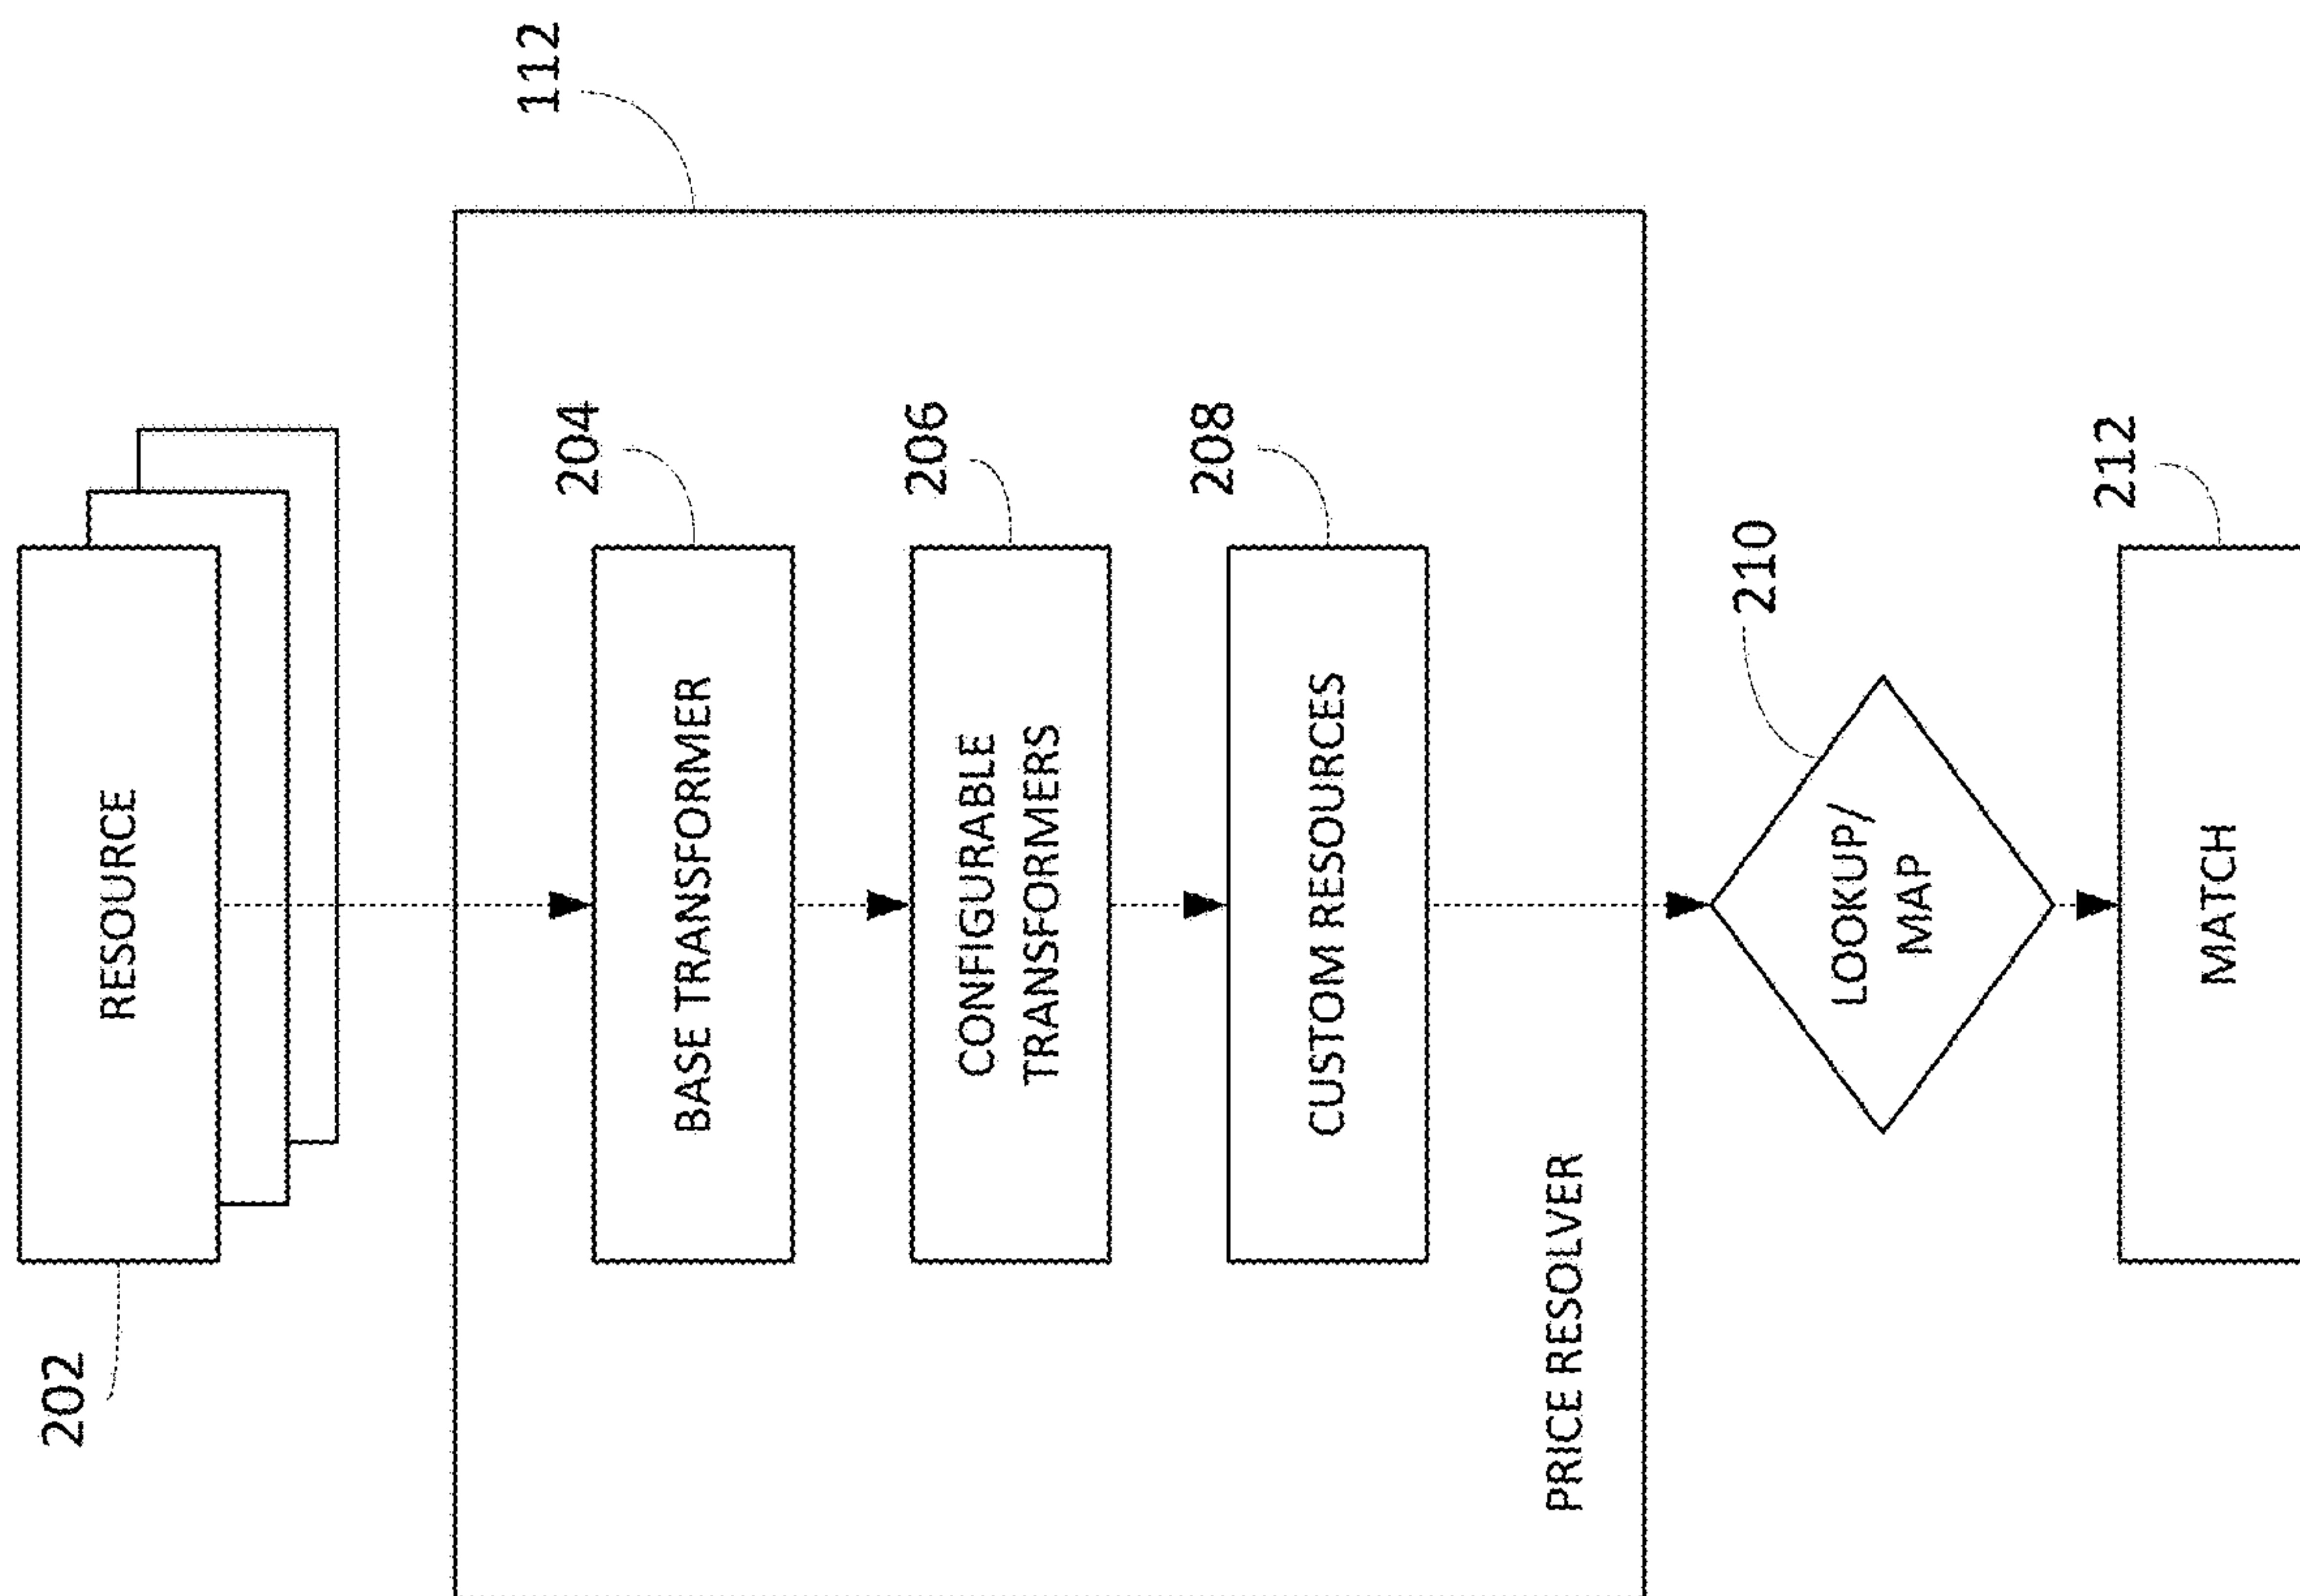 112
202
RESOURCE
204
BASE TRANSFORMER
206
CONFIGURABLE
TRANSFORMERS
208
CUSTOM RESOURCES
PRICE RESOLVER
210
LOOKUP/
MAP
212
MATCH